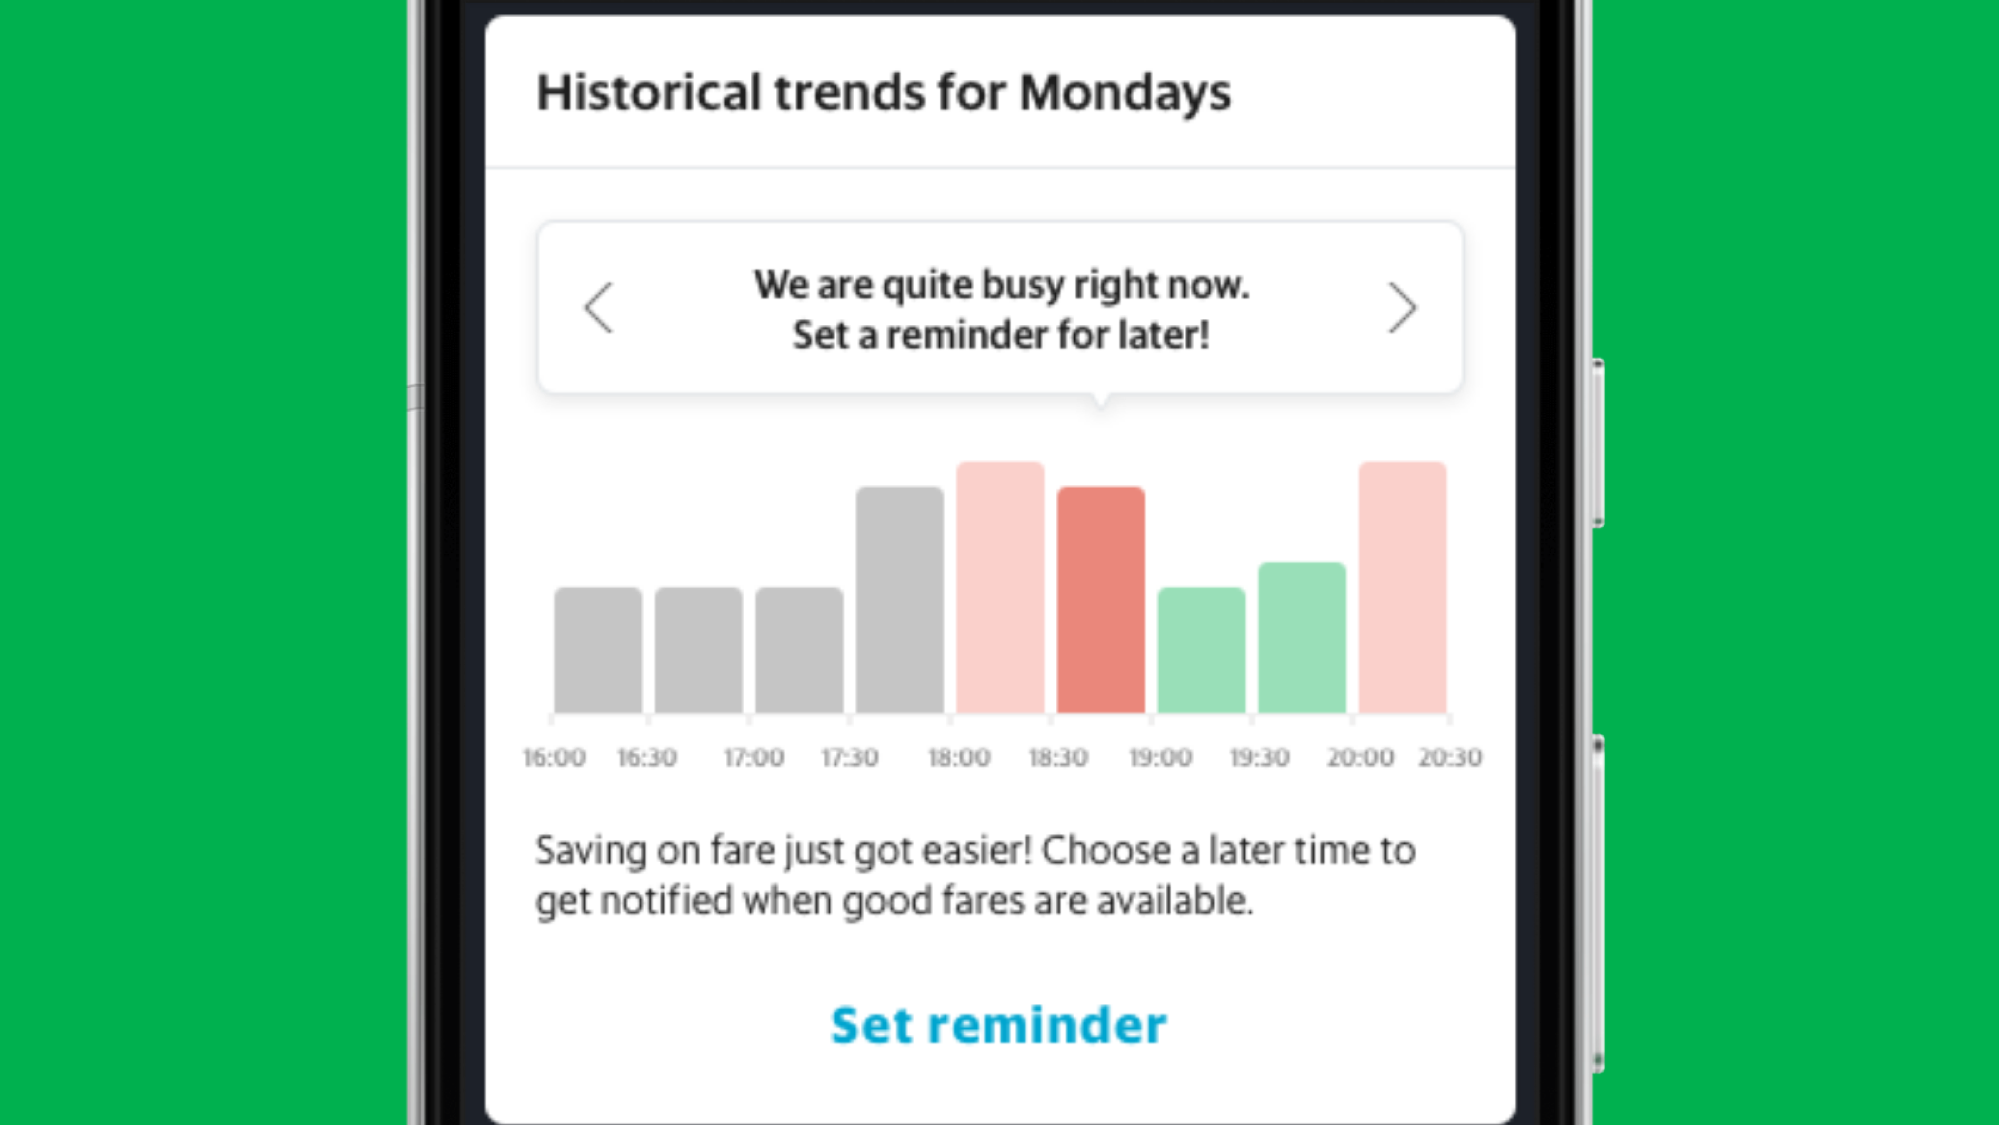 Historical trends for Mondays
We are quite busy right now.
Set a reminder for later!
16:00 16:30 17:00 17:30 18:00 18:30 19:00 19:30 20:00 20:30
Saving on fare just got easier! Choose a later time to
get notified when good fares are available.
Set reminder